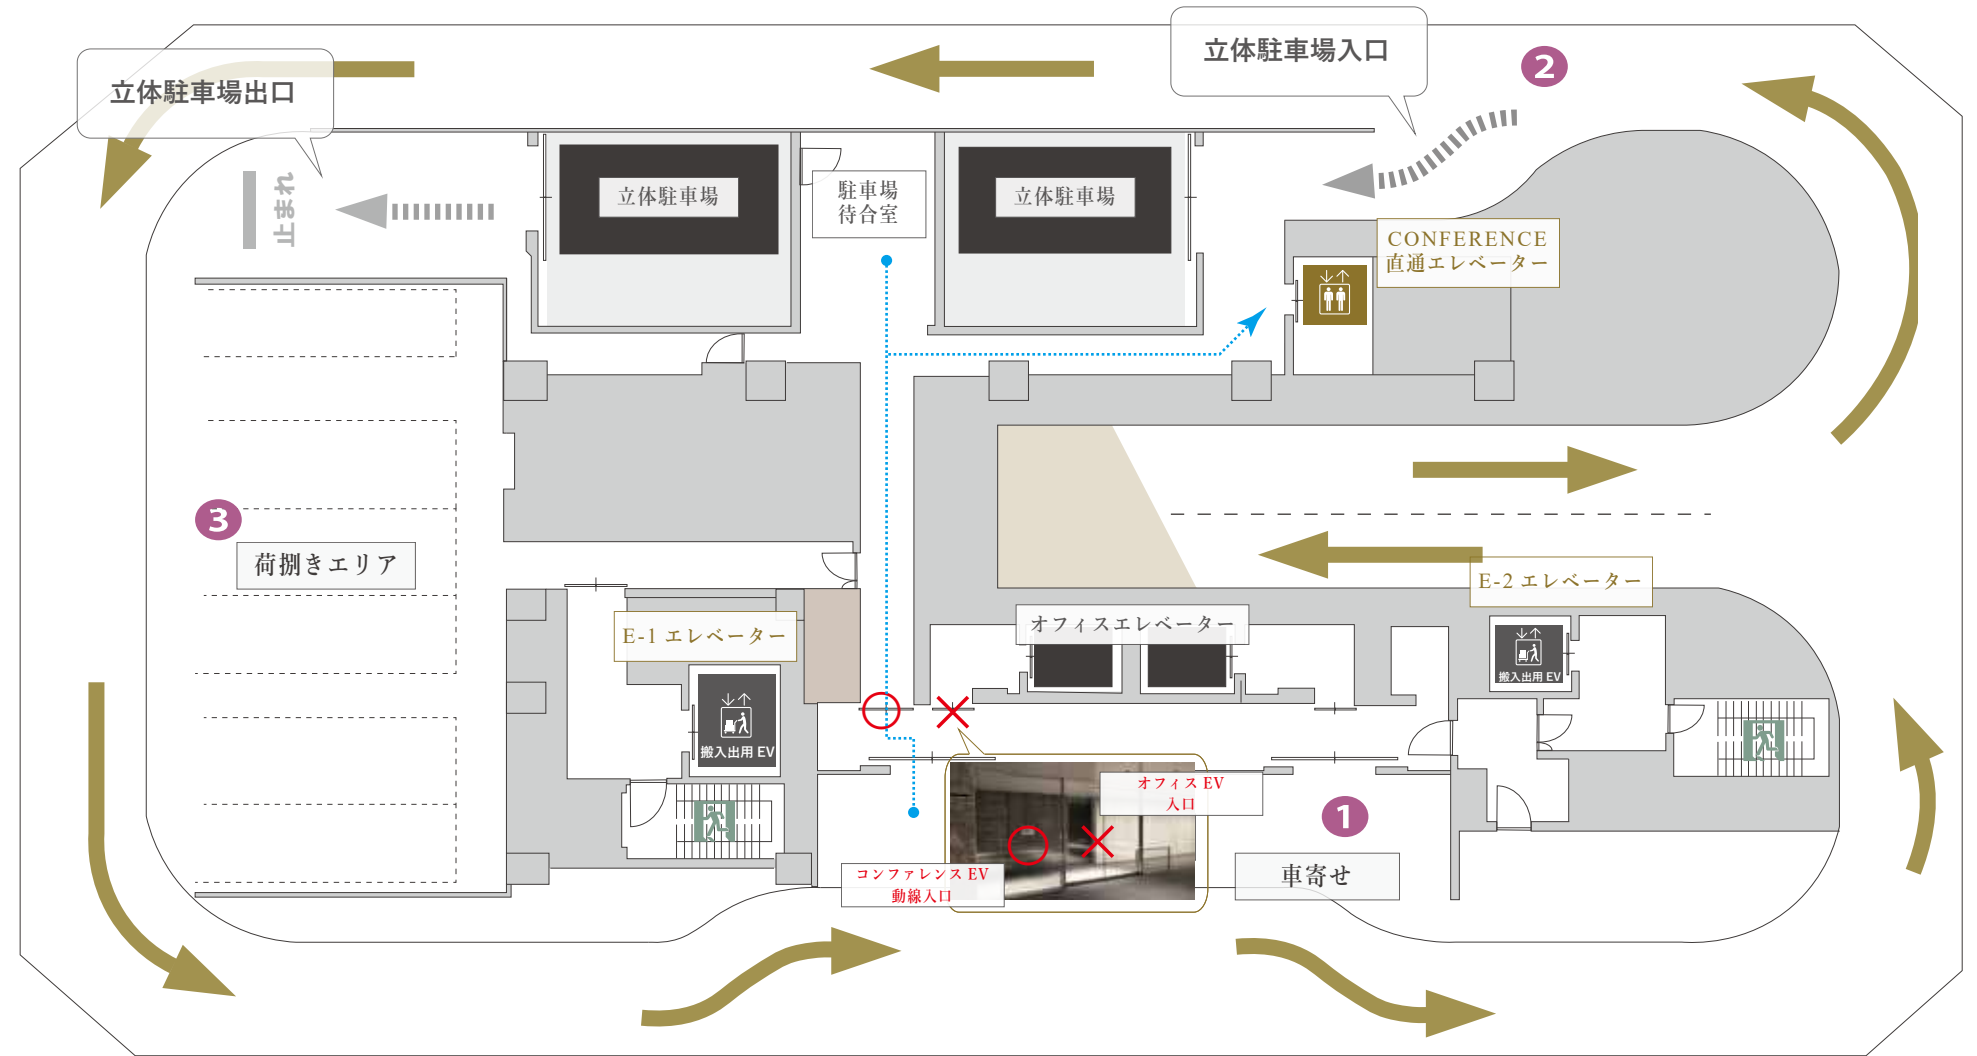 立体駐車場入口
2
立体駐車場出口
止まれ
立体駐車場
駐車場
待合室
立体駐車場
CONFERENCE
直通エレベーター
3
荷捌きエリア
E-2 エレベーター
E-1 エレベーター
オフィスエレベーター
搬入出用 EV
搬入出用 EV
オフィス EV
入口
1
車寄せ
コンファレンス EV
動線入口